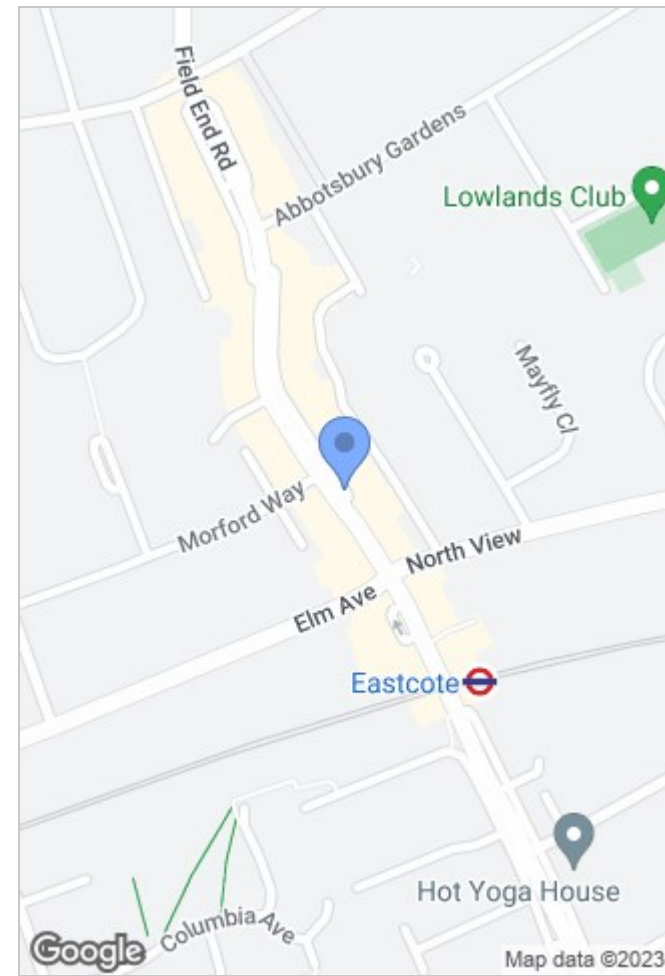 Field End Rd
Abbotsbury Gardens
Lowlands Club
Mayfly Cl
Morford Way
North View
Elm Ave
Eastcote
Hot Yoga House
Columbia Ave
Google
Map data ©2023